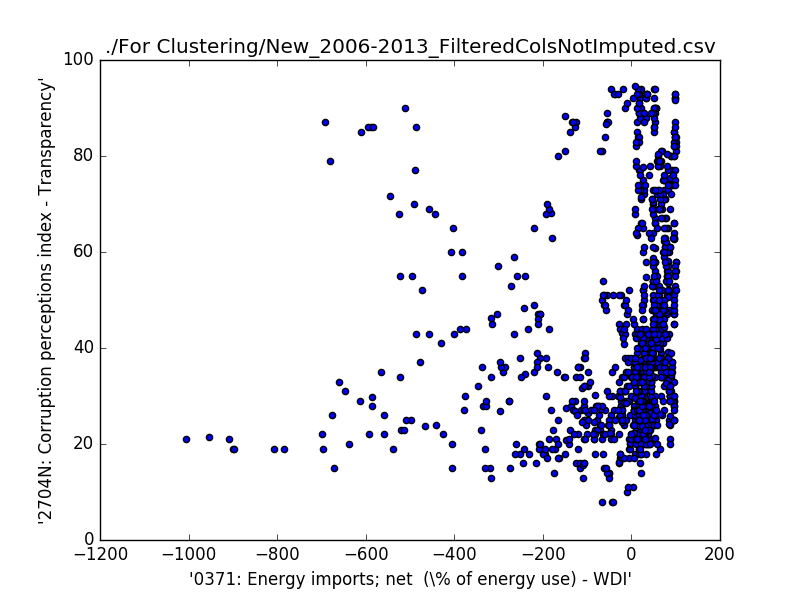 ./For Clustering/New_2006-2013_FilteredColsNotImputed.csv
'2704N: Corruption perceptions index - Transparency'
100
80
60
40
20
0
−1200 −1000 −800 −600 −400 −200 0 200
'0371: Energy imports; net  (\% of energy use) - WDI'